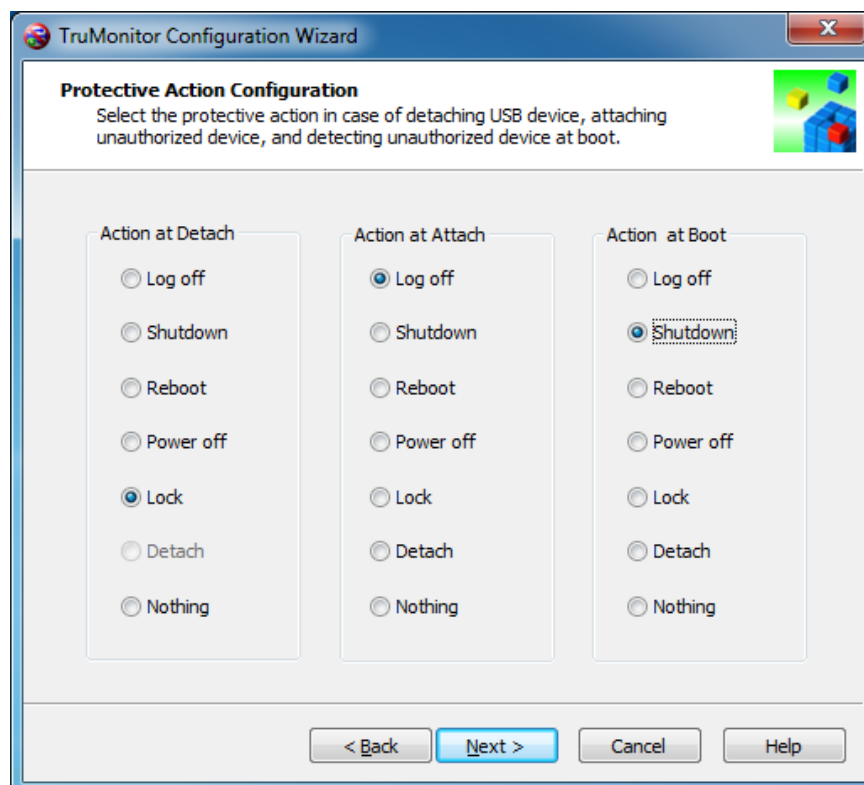 TruMonitor Configuration Wizard
Protective Action Configuration
Select the protective action in case of detaching USB device, attaching
unauthorized device, and detecting unauthorized device at boot.
Action at Detach
Log off
Shutdown
Reboot
Power off
Lock
Detach
Nothing
Action at Attach
Log off
Shutdown
Reboot
Power off
Lock
Detach
Nothing
Action at Boot
Log off
Shutdown
Reboot
Power off
Lock
Detach
Nothing
< Back
Next >
Cancel
Help